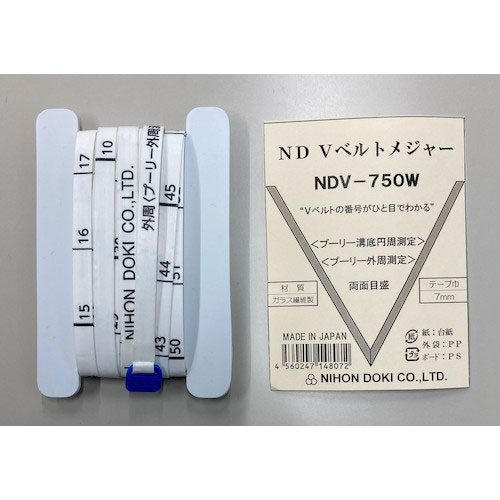 17
10
16
15
NIHON DOKI CO.,LTD.
外周〈プーリー外周測
45
44
51
43
50
ND Vベルトメジャー
NDV-750W
“Vベルトの番号がひと目でわかる”
〈プーリー溝底円周測定〉
〈プーリー外周測定〉
両面目盛
材質
ガラス繊維製
テープ巾
7mm
MADE IN JAPAN
4 560247 148072
紙：台紙
外袋：PP
ボード：PS
NIHON DOKI CO.,LTD.